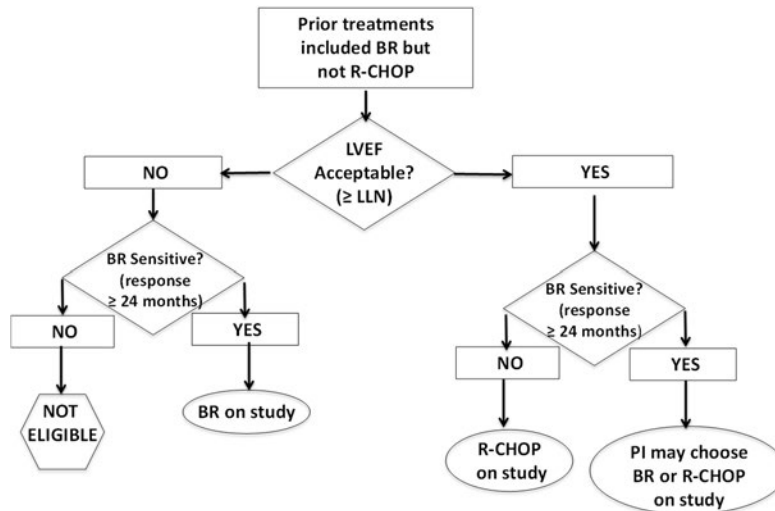 Prior treatments
included BR but
not R-CHOP
LVEF
Acceptable?
(≥ LLN)
NO
YES
BR Sensitive?
(response
≥ 24 months)
NO
YES
NOT
ELIGIBLE
BR on study
BR Sensitive?
(response
≥ 24 months)
NO
YES
R-CHOP
on study
PI may choose
BR or R-CHOP
on study